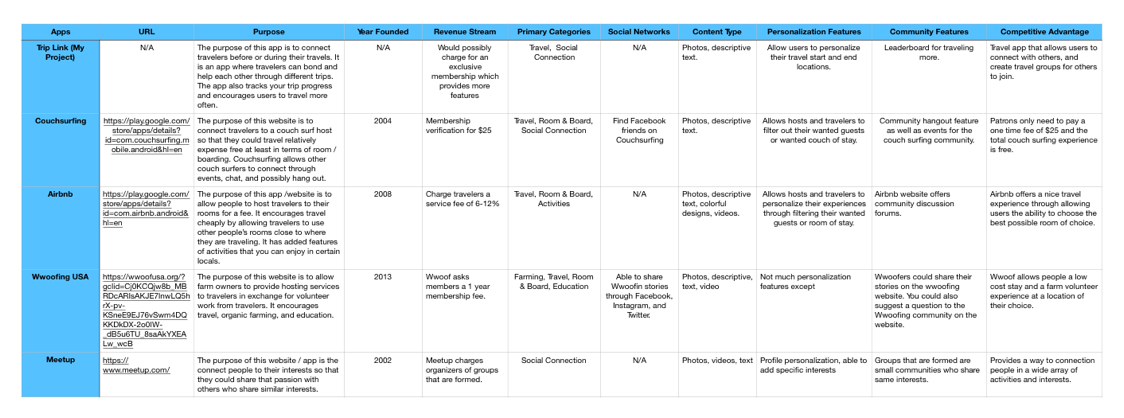 Apps URL Purpose Year Founded Revenue Stream Primary Categories Social Networks Content Type Personalization Features Community Features Competitive Advantage
Trip Link (My
Project)
N/A
The purpose of this app is to connect
travelers before or during their travels. It
is an app where travelers can bond and
help each other through different trips.
The app also tracks your trip progress
and encourages users to travel more
often.
N/A
Would possibly
charge for an
exclusive
membership which
provides more
features
Travel, Social
Connection
N/A
Photos, descriptive
text.
Allow users to personalize
their travel start and end
locations.
Leaderboard for traveling
more.
Travel app that allows users to
connect with others, and
create travel groups for others
to join.
Couchsurfing
https://play.google.com/
store/apps/details?
id=com.couchsurfing.m
obile.android&hl=en
The purpose of this website is to
connect travelers to a couch surf host
so that they could travel relatively
expense free at least in terms of room /
boarding. Couchsurfing allows other
couch surfers to connect through
events, chat, and possibly hang out.
2004
Membership
verification for $25
Travel, Room & Board,
Social Connection
Find Facebook
friends on
Couchsurfing
Photos, descriptive
text.
Allows hosts and travelers to
filter out their wanted guests
or wanted couch of stay.
Community hangout feature
as well as events for the
couch surfing community.
Patrons only need to pay a
one time fee of $25 and the
total couch surfing experience
is free.
Airbnb
https://play.google.com/
store/apps/details?
id=com.airbnb.android&
hl=en
The purpose of this app /website is to
allow people to host travelers to their
rooms for a fee. It encourages travel
cheaply by allowing travelers to use
other people's rooms close to where
they are traveling. It has added features
of activities that you can enjoy in certain
locals.
2008
Charge travelers a
service fee of 6-12%
Travel, Room & Board,
Activities
N/A
Photos, descriptive
text, colorful
designs, videos.
Allows hosts and travelers to
personalize their experiences
through filtering their wanted
guests or room of stay.
Airbnb website offers
community discussion
forums.
Airbnb offers a nice travel
experience through allowing
users the ability to choose the
best possible room of choice.
Wwoofing USA
https://wwoofusa.org/?
gclid=Cj0KCQjw8b_MB
RDcARIsAKJE7lnwLQ5h
rX-pv-
KSneE9EJ76vSwm4DQ
KKDkDX-2o0IW-
_dB5u6TU_8saAkYXEA
Lw_wcB
The purpose of this website is to allow
farm owners to provide hosting services
to travelers in exchange for volunteer
work from travelers. It encourages
travel, organic farming, and education.
2013
Wwoof asks
members a 1 year
membership fee.
Farming, Travel, Room
& Board, Education
Able to share
Wwoofin stories
through Facebook,
Instagram, and
Twitter.
Photos, descriptive,
text, video
Not much personalization
features except
Wwoofers could share their
stories on the wwoofing
website. You could also
suggest a question to the
Wwoofing community on the
website.
Wwoof allows people a low
cost stay and a farm volunteer
experience at a location of
their choice.
Meetup
https://
www.meetup.com/
The purpose of this website / app is the
connect people to their interests so that
they could share that passion with
others who share similar interests.
2002
Meetup charges
organizers of groups
that are formed.
Social Connection
N/A
Photos, videos, text
Profile personalization, able to
add specific interests
Groups that are formed are
small communities who share
same interests.
Provides a way to connection
people in a wide array of
activities and interests.